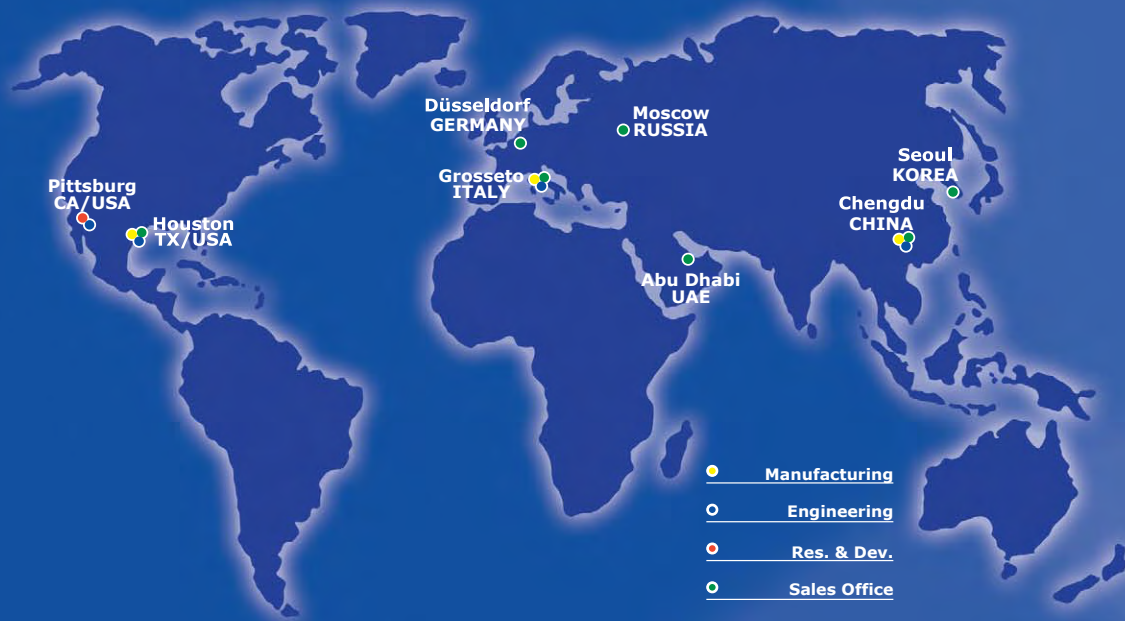 Düsseldorf
GERMANY
Moscow
RUSSIA
Seoul
KOREA
Grosseto
ITALY
Pittsburg
CA/USA
Chengdu
CHINA
Houston
TX/USA
Abu Dhabi
UAE
Manufacturing
Engineering
Res. & Dev.
Sales Office